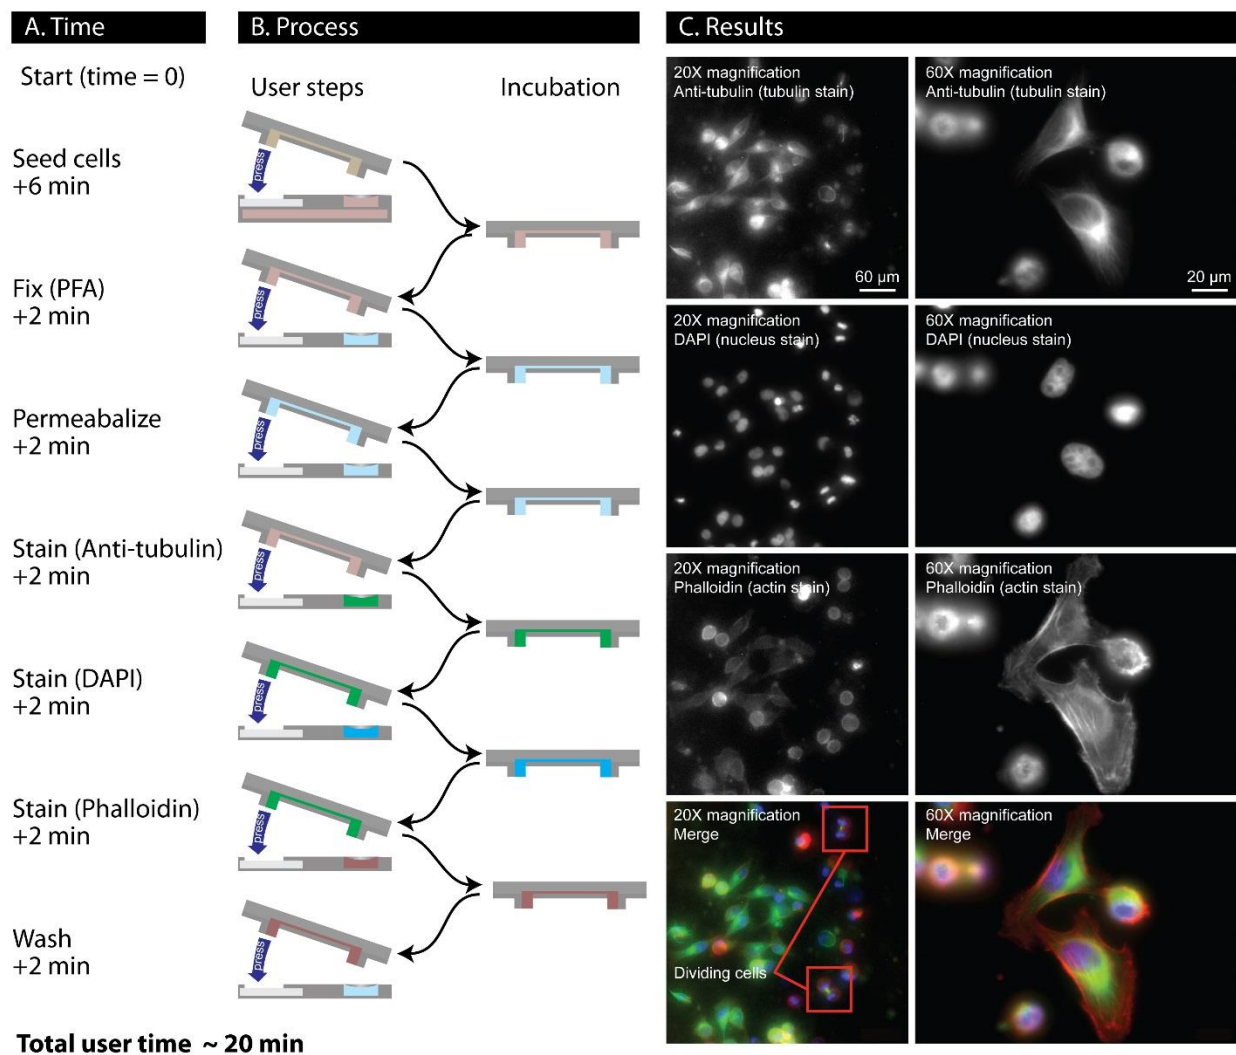 A. Time
Start (time = 0)
Seed cells
+6 min
Fix (PFA)
+2 min
Permeabalize
+2 min
Stain (Anti-tubulin)
+2 min
Stain (DAPI)
+2 min
Stain (Phalloidin)
+2 min
Wash
+2 min
Total user time ~ 20 min
B. Process
User steps
Incubation
press
press
press
press
press
press
press
C. Results
20X magnification
Anti-tubulin (tubulin stain)
60 µm
60X magnification
Anti-tubulin (tubulin stain)
20 µm
20X magnification
DAPI (nucleus stain)
60X magnification
DAPI (nucleus stain)
20X magnification
Phalloidin (actin stain)
60X magnification
Phalloidin (actin stain)
20X magnification
Merge
Dividing cells
60X magnification
Merge